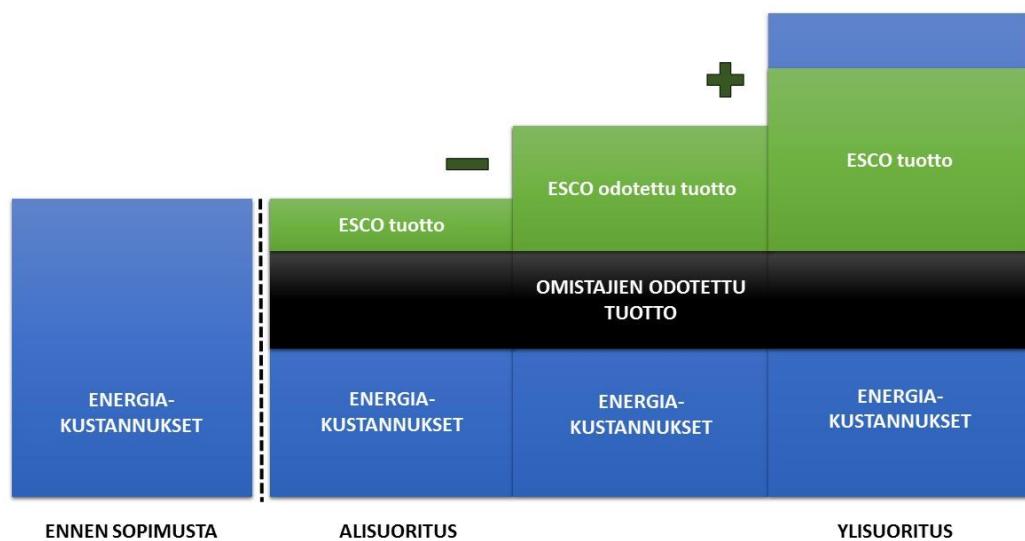 ESCO tuotto
ESCO odotettu tuotto
ESCO tuotto
OMISTAJIEN ODOTETTU
TUOTTO
ENERGIA-
KUSTANNUKSET
ENERGIA-
KUSTANNUKSET
ENERGIA-
KUSTANNUKSET
ENERGIA-
KUSTANNUKSET
ENNEN SOPIMUSTA
ALISUORITUS
YLISUORITUS